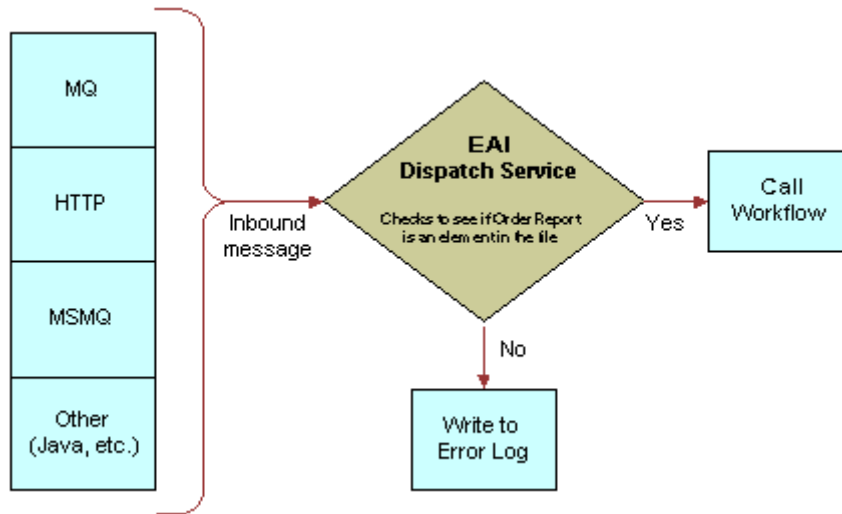 MQ
HTTP
MSMQ
Other
(Java, etc.)
Inbound
message
EAI
Dispatch Service
Checks to see if Order Report
is an element in the file
Yes
Call
Workflow
No
Write to
Error Log